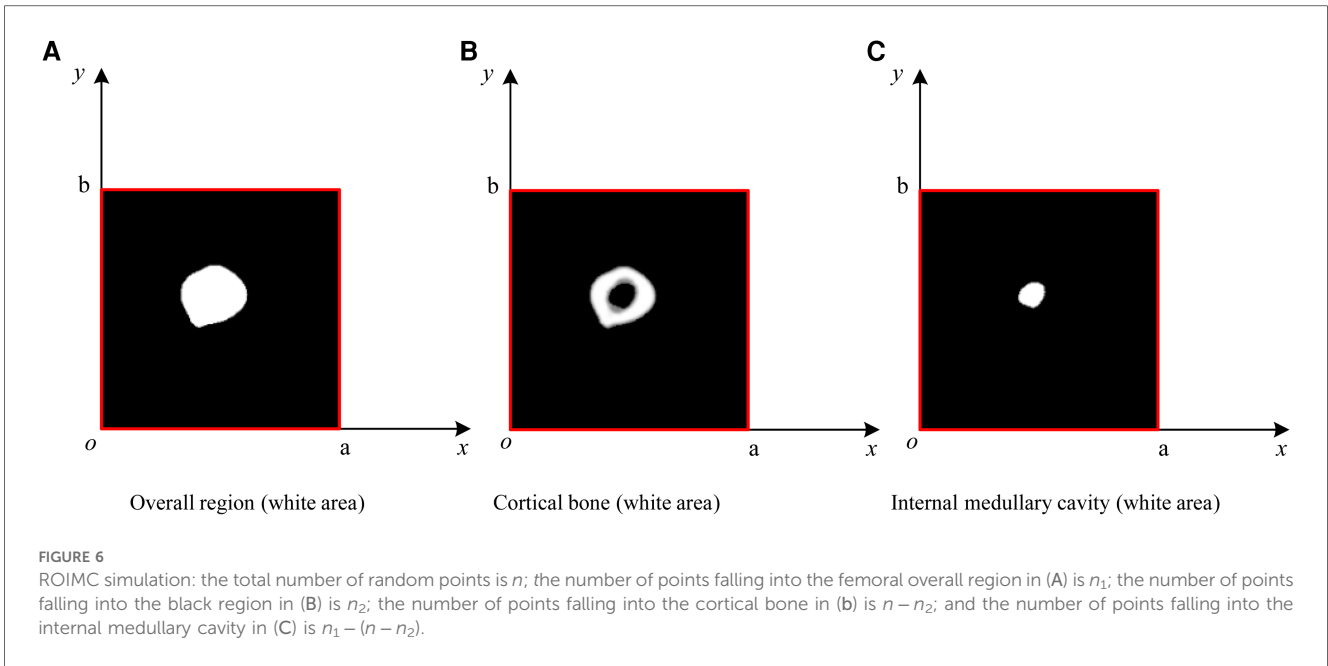 A
B
C
y
y
y
b
b
b
o
a
x
o
a
x
o
a
x
Overall region (white area)
Cortical bone (white area)
Internal medullary cavity (white area)
FIGURE 6
ROIMC simulation: the total number of random points is n; the number of points falling into the femoral overall region in (A) is n₁; the number of points
falling into the black region in (B) is n₂; the number of points falling into the cortical bone in (b) is n − n₂; and the number of points falling into the
internal medullary cavity in (C) is n₁ − (n − n₂).